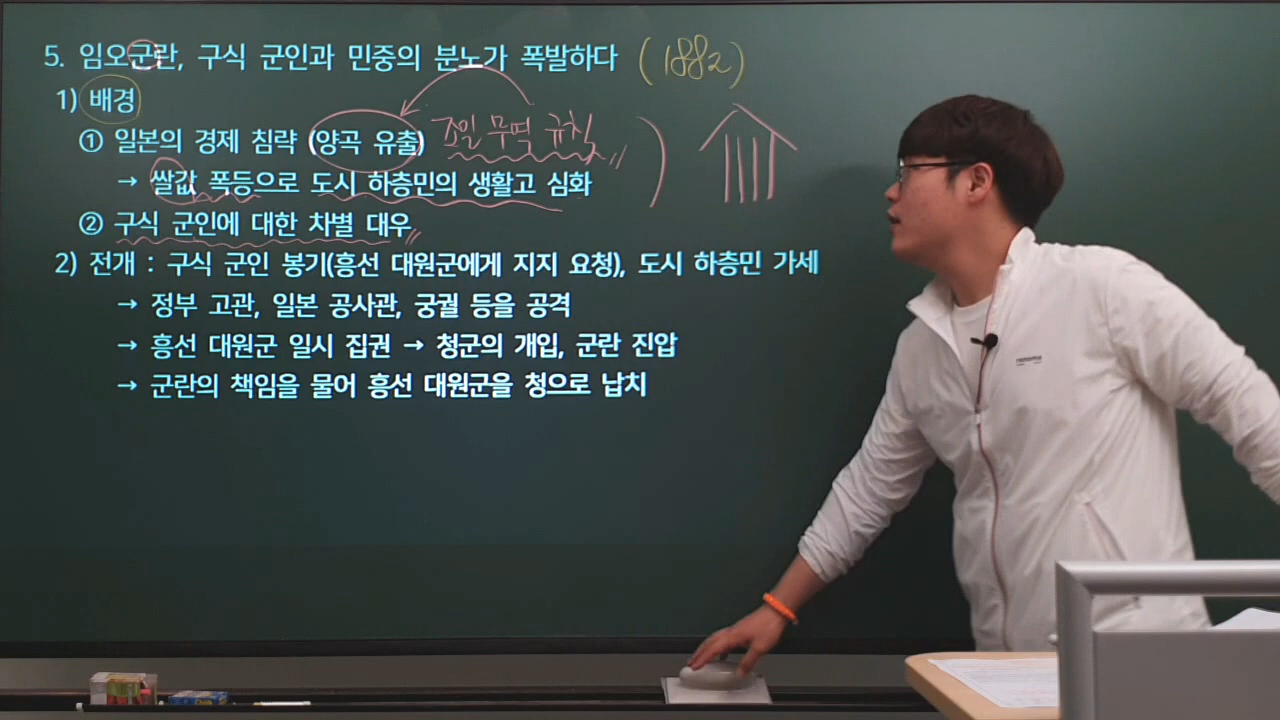 5. 임오군란, 구식 군인과 민중의 분노가 폭발하다 (1882)
1) 배경
① 일본의 경제 침략 (양곡 유출) 조일 무역 규칙
→ 쌀값 폭등으로 도시 하층민의 생활고 심화
② 구식 군인에 대한 차별 대우
2) 전개 : 구식 군인 봉기(흥선 대원군에게 지지 요청), 도시 하층민 가세
→ 정부 고관, 일본 공사관, 궁궐 등을 공격
→ 흥선 대원군 일시 집권 → 청군의 개입, 군란 진압
→ 군란의 책임을 물어 흥선 대원군을 청으로 납치